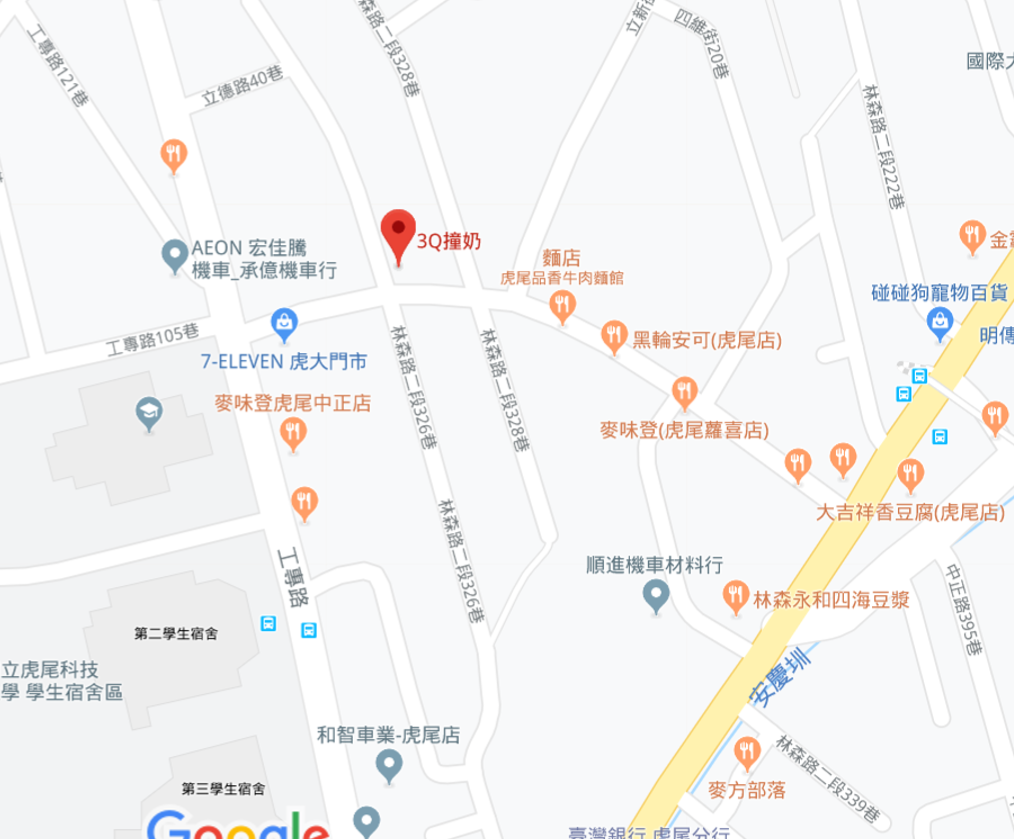 林森路二段328巷
立新街
四維街20巷
工專路121巷
國際大
立德路40巷
林森路二段222巷
3Q撞奶
金
AEON 宏佳騰
機車_承億機車行
麵店
虎尾品香牛肉麵館
碰碰狗寵物百貨
工專路105巷
黑輪安可(虎尾店)
明傳
7-ELEVEN 虎大門市
林森路二段326巷
林森路二段328巷
麥味登虎尾中正店
麥味登(虎尾蘿喜店)
大吉祥香豆腐(虎尾店)
林森路二段326巷
工專路
順進機車材料行
中正路395巷
林森永和四海豆漿
第二學生宿舍
立虎尾科技
學 學生宿舍區
安慶圳
和智車業-虎尾店
林森路二段339巷
第三學生宿舍
麥方部落
Google
臺灣銀行 虎尾分行